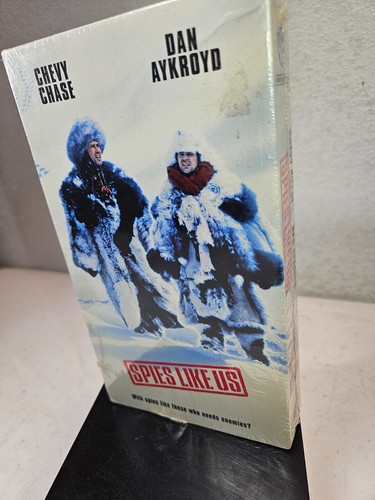 CHEVY
CHASE
DAN
AYKROYD
SPIES LIKE US
With spies like these who needs enemies?